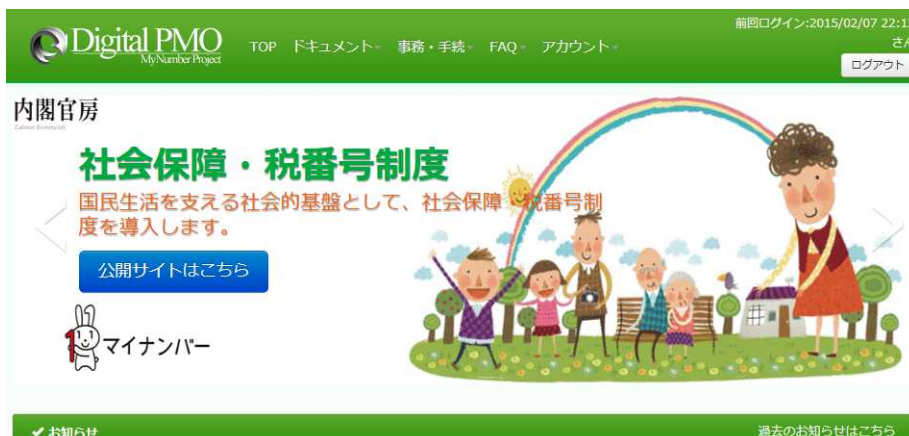 Digital PMO
MyNumber Project
TOP ドキュメント 事務・手続 FAQ アカウント
前回ログイン:2015/02/07 22:1
さん
ログアウト
内閣官房
Cabinet Secretariat
社会保障・税番号制度
国民生活を支える社会的基盤として、社会保障・税番号制
度を導入します。
公開サイトはこちら
マイナンバー
お知らせ
過去のお知らせはこちら